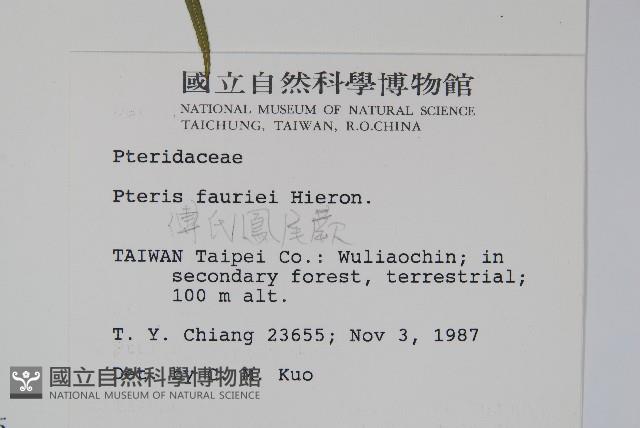 國立自然科學博物館
NATIONAL MUSEUM OF NATURAL SCIENCE
TAICHUNG, TAIWAN, R.O.CHINA
Pteridaceae
Pteris fauriei Hieron.
傅氏鳳尾蕨
TAIWAN Taipei Co.: Wuliaochin; in
secondary forest, terrestrial;
100 m alt.
T. Y. Chiang 23655; Nov 3, 1987
Det. by C. M. Kuo
國立自然科學博物館
NATIONAL MUSEUM OF NATURAL SCIENCE